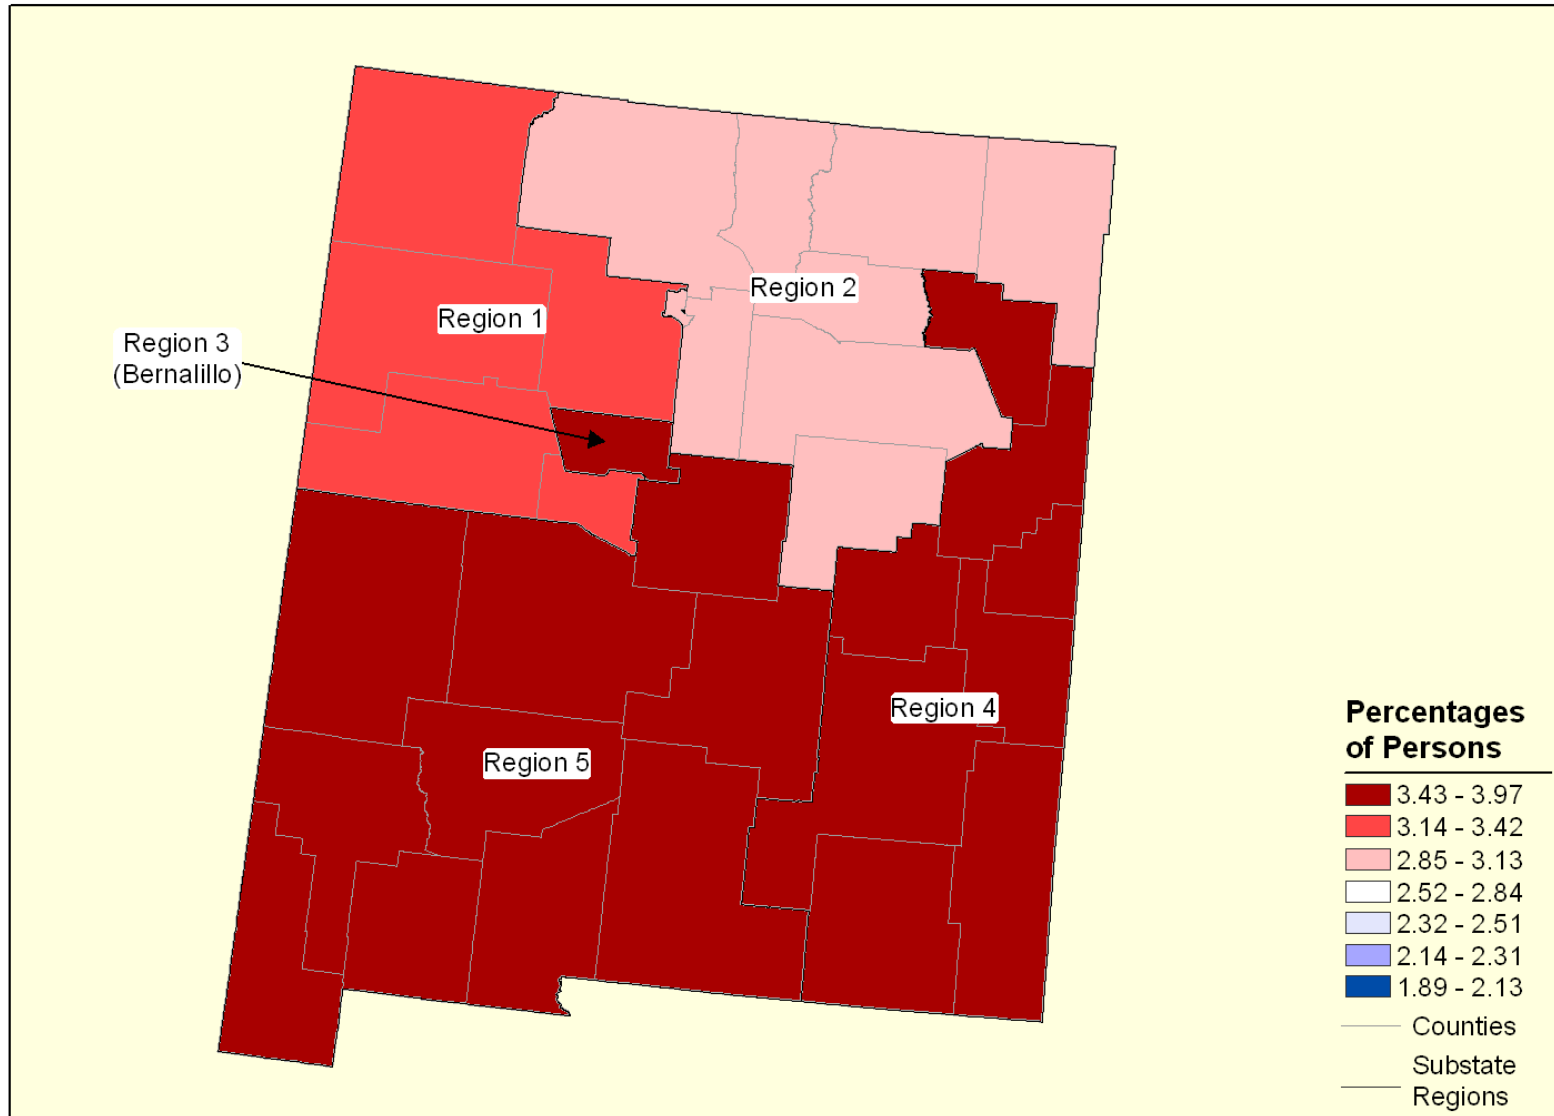 Region 2
Region 1
Region 3
(Bernalillo)
Region 4
Region 5
Percentages
of Persons
3.43 - 3.97
3.14 - 3.42
2.85 - 3.13
2.52 - 2.84
2.32 - 2.51
2.14 - 2.31
1.89 - 2.13
Counties
Substate
Regions